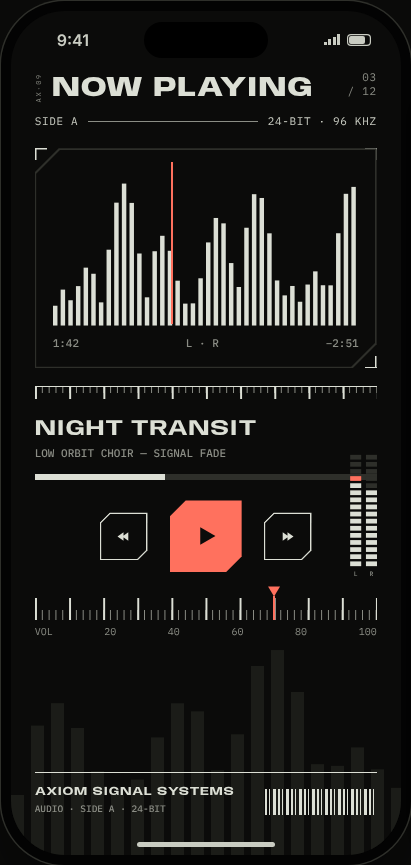 9:41
AX-09
NOW PLAYING
03
/ 12
SIDE A
24-BIT · 96 KHZ
1:42
L · R
−2:51
NIGHT TRANSIT
LOW ORBIT CHOIR — SIGNAL FADE
L R
VOL 20 40 60 80 100
AXIOM SIGNAL SYSTEMS
AUDIO · SIDE A · 24-BIT